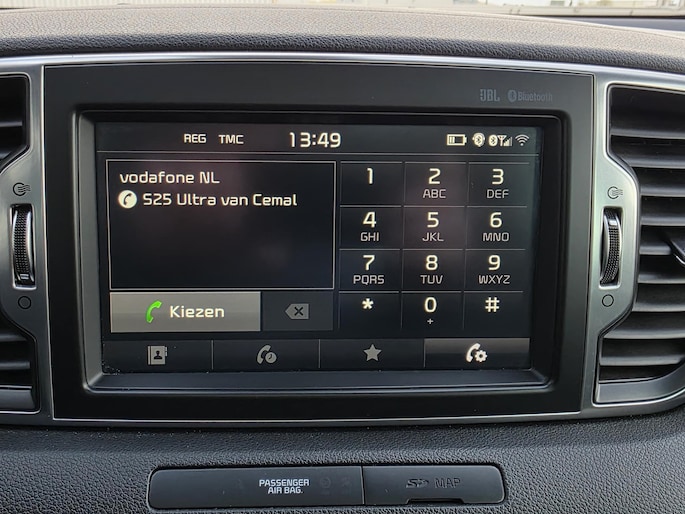 JBL Bluetooth
REG TMC 13:49
vodafone NL
S25 Ultra van Cemal
1 2 3
ABC DEF
4 5 6
GHI JKL MNO
7 8 9
PQRS TUV WXYZ
* 0 #
+
Kiezen
PASSENGER
AIR BAG
SD MAP